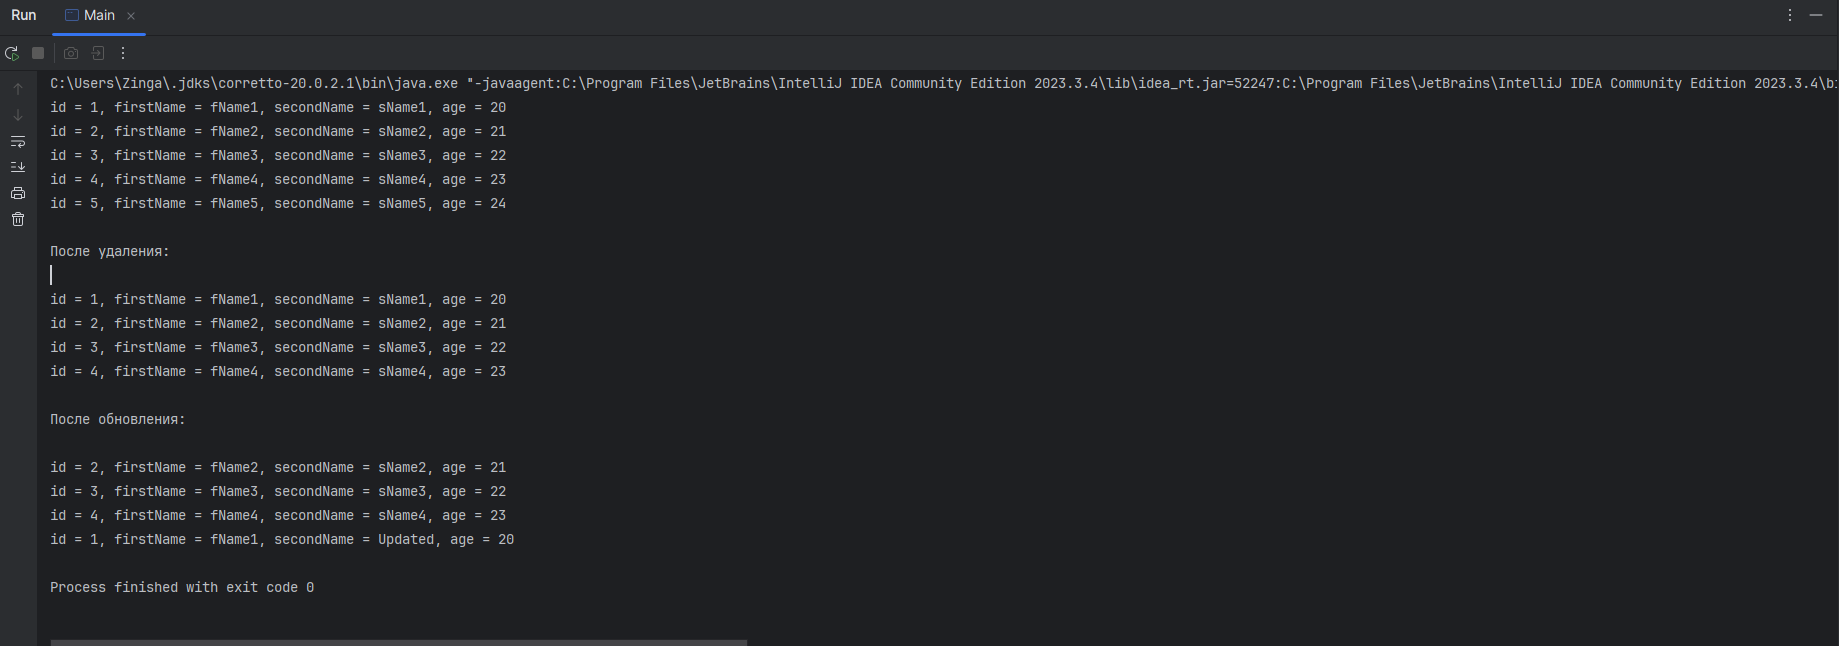 Run Main
C:\Users\Zinga\.jdks\corretto-20.0.2.1\bin\java.exe "-javaagent:C:\Program Files\JetBrains\IntelliJ IDEA Community Edition 2023.3.4\lib\idea_rt.jar=52247:C:\Program Files\JetBrains\IntelliJ IDEA Community Edition 2023.3.4\bi
id = 1, firstName = fName1, secondName = sName1, age = 20
id = 2, firstName = fName2, secondName = sName2, age = 21
id = 3, firstName = fName3, secondName = sName3, age = 22
id = 4, firstName = fName4, secondName = sName4, age = 23
id = 5, firstName = fName5, secondName = sName5, age = 24
После удаления:
id = 1, firstName = fName1, secondName = sName1, age = 20
id = 2, firstName = fName2, secondName = sName2, age = 21
id = 3, firstName = fName3, secondName = sName3, age = 22
id = 4, firstName = fName4, secondName = sName4, age = 23
После обновления:
id = 2, firstName = fName2, secondName = sName2, age = 21
id = 3, firstName = fName3, secondName = sName3, age = 22
id = 4, firstName = fName4, secondName = sName4, age = 23
id = 1, firstName = fName1, secondName = Updated, age = 20
Process finished with exit code 0